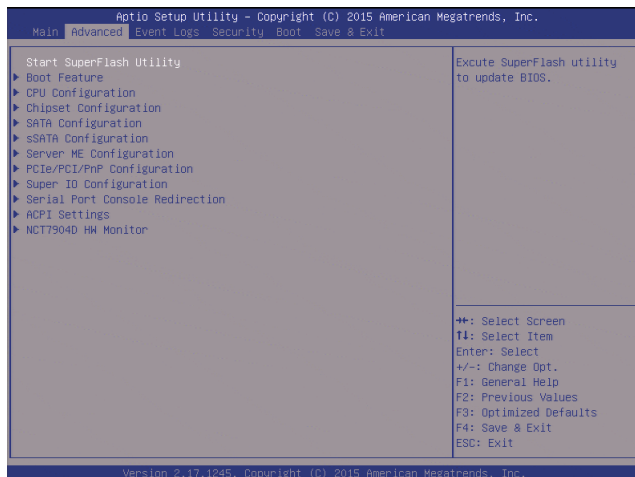 Aptio Setup Utility – Copyright (C) 2015 American Megatrends, Inc.
Main Advanced Event Logs Security Boot Save & Exit
Start SuperFlash Utility
Boot Feature
CPU Configuration
Chipset Configuration
SATA Configuration
sSATA Configuration
Server ME Configuration
PCIe/PCI/PnP Configuration
Super IO Configuration
Serial Port Console Redirection
ACPI Settings
NCT7904D HW Monitor
Excute SuperFlash utility
to update BIOS.
→←: Select Screen
↑↓: Select Item
Enter: Select
+/-: Change Opt.
F1: General Help
F2: Previous Values
F3: Optimized Defaults
F4: Save & Exit
ESC: Exit
Version 2.17.1245. Copyright (C) 2015 American Megatrends, Inc.